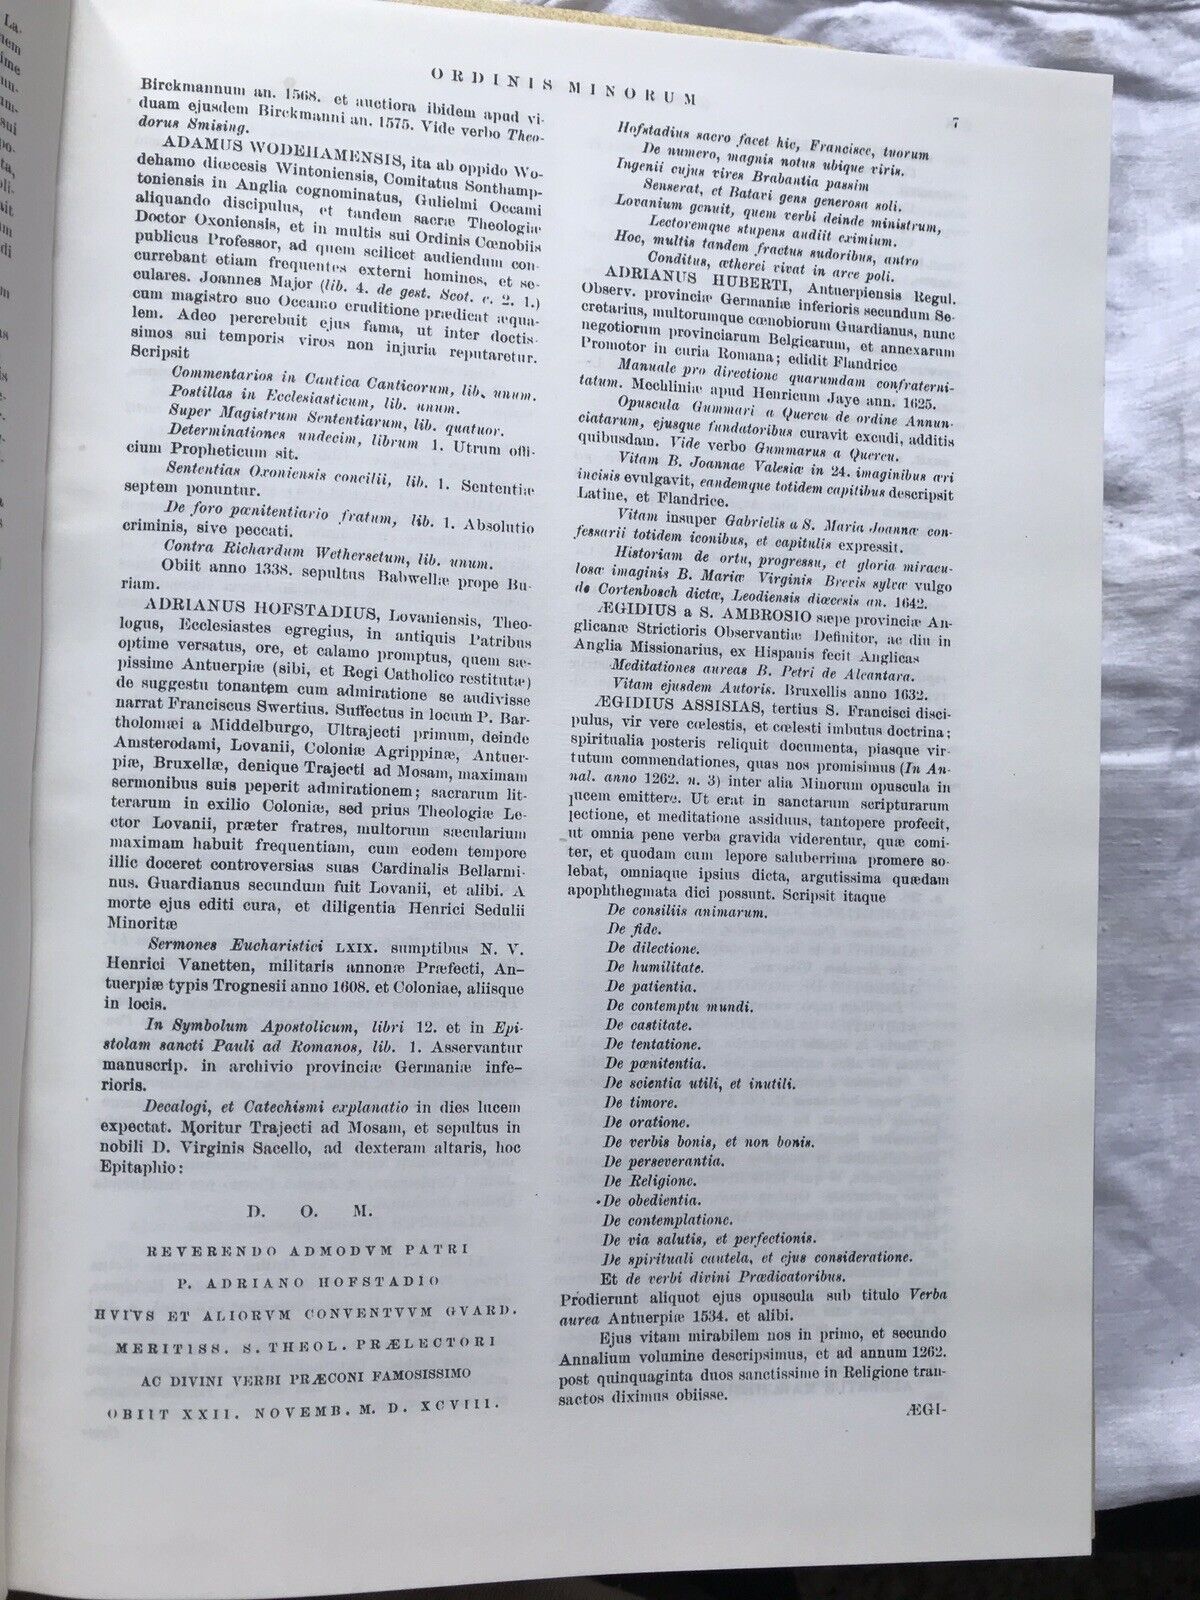 ORDINIS MINORUM
7
Birckmannum an. 1568. et auctiora ibidem apud vi-
duam ejusdem Birckmanni an. 1575. Vide verbo Theo-
dorus Smising.
ADAMUS WODEHAMENSIS, ita ab oppido Wo-
dehamo diœcesis Wintoniensis, Comitatus Sonthamp-
toniensis in Anglia cognominatus, Gulielmi Occami
aliquando discipulus, et tandem sacræ Theologiæ
Doctor Oxoniensis, et in multis sui Ordinis Cœnobiis
publicus Professor, ad quem scilicet audiendum con-
currebant etiam frequentes externi homines, et se-
culares. Joannes Major (lib. 4. de gest. Scot. c. 2. 1.)
cum magistro suo Occamo eruditione prædicat æqua-
lem. Adeo percrebuit ejus fama, ut inter doctis-
simos sui temporis viros non injuria reputaretur.
Scripsit
Commentarios in Cantica Canticorum, lib. unum.
Postillas in Ecclesiasticum, lib. unum.
Super Magistrum Sententiarum, lib. quatuor.
Determinationes undecim, librum 1. Utrum offi-
cium Propheticum sit.
Sententias Oxoniensis concilii, lib. 1. Sententiæ
septem ponuntur.
De foro pœnitentiario fratum, lib. 1. Absolutio
criminis, sive peccati.
Contra Richardum Wethersetum, lib. unum.
Obiit anno 1338. sepultus Babwellæ prope Bu-
riam.
ADRIANUS HOFSTADIUS, Lovaniensis, Theo-
logus, Ecclesiastes egregius, in antiquis Patribus
optime versatus, ore, et calamo promptus, quem sæ-
pissime Antuerpiæ (sibi, et Regi Catholico restitutæ)
de suggestu tonantem cum admiratione se audivisse
narrat Franciscus Swertius. Suffectus in locum P. Bar-
tholomæi a Middelburgo, Ultrajecti primum, deinde
Amsterodami, Lovanii, Coloniæ Agrippinæ, Antuer-
piæ, Bruxellæ, denique Trajecti ad Mosam, maximam
sermonibus suis peperit admirationem; sacrarum lit-
terarum in exilio Coloniæ, sed prius Theologiæ Le-
ctor Lovanii, præter fratres, multorum sæcularium
maximam habuit frequentiam, cum eodem tempore
illic doceret controversias suas Cardinalis Bellarmi-
nus. Guardianus secundum fuit Lovanii, et alibi. A
morte ejus editi cura, et diligentia Henrici Sedulii
Minoritæ
Sermones Eucharistici LXIX. sumptibus N. V.
Henrici Vanetten, militaris annonæ Præfecti, An-
tuerpiæ typis Trognesii anno 1608. et Coloniae, aliisque
in locis.
In Symbolum Apostolicum, libri 12. et in Epi-
stolam sancti Pauli ad Romanos, lib. 1. Asservantur
manuscrip. in archivio provinciæ Germaniæ infe-
rioris.
Decalogi, et Catechismi explanatio in dies lucem
expectat. Moritur Trajecti ad Mosam, et sepultus in
nobili D. Virginis Sacello, ad dexteram altaris, hoc
Epitaphio:
D. O. M.
REVERENDO ADMODVM PATRI
P. ADRIANO HOFSTADIO
HVIVS ET ALIORVM CONVENTVVM GVARD.
MERITISS. S. THEOL. PRÆLECTORI
AC DIVINI VERBI PRÆCONI FAMOSISSIMO
OBIIT XXII. NOVEMB. M. D. XCVIII.
Hofstadius sacro facet hic, Francisce, tuorum
De numero, magnis notus ubique viris.
Ingenii cujus vires Brabantia passim
Senserat, et Batavi gens generosa soli.
Lovanium genuit, quem verbi deinde ministrum,
Lectoremque stupens audiit eximium.
Hoc, multis tandem fractus sudoribus, antro
Conditus, ætherei vivat in arce poli.
ADRIANUS HUBERTI, Antuerpiensis Regul.
Observ. provinciæ Germaniæ inferioris secundum Se-
cretarius, multorumque cœnobiorum Guardianus, nunc
negotiorum provinciarum Belgicarum, et annexarum
Promotor in curia Romana; edidit Flandrice
Manuale pro directione quarumdam confraterni-
tatum. Mechliniæ apud Henricum Jaye ann. 1625.
Opuscula Gummari a Quercu de ordine Annun-
ciatarum, ejusque fundatoribus curavit excudi, additis
quibusdam. Vide verbo Gummarus a Quercu.
Vitam B. Joannae Valesiæ in 24. imaginibus æri
incisis evulgavit, eandemque totidem capitibus descripsit
Latine, et Flandrice.
Vitam insuper Gabrielis a S. Maria Joannæ con-
fessarii totidem iconibus, et capitulis expressit.
Historiam de ortu, progressu, et gloria miracu-
losæ imaginis B. Mariæ Virginis Brevis sylvæ vulgo
de Cortenbosch dictæ, Leodiensis diœcesis an. 1642.
ÆGIDIUS a S. AMBROSIO sæpe provinciæ An-
glicanæ Strictioris Observantiæ Definitor, ac diu in
Anglia Missionarius, ex Hispanis fecit Anglicas
Meditationes aureas B. Petri de Alcantara.
Vitam ejusdem Autoris. Bruxellis anno 1632.
ÆGIDIUS ASSISIAS, tertius S. Francisci disci-
pulus, vir vere cœlestis, et cœlesti imbutus doctrina;
spiritualia posteris reliquit documenta, piasque vir-
tutum commendationes, quas nos promisimus (In An-
nal. anno 1262. n. 3) inter alia Minorum opuscula in
lucem emittere. Ut erat in sanctarum scripturarum
lectione, et meditatione assiduus, tantopere profecit,
ut omnia pene verba gravida viderentur, quæ comi-
ter, et quodam cum lepore saluberrima promere so-
lebat, omniaque ipsius dicta, argutissima quædam
apophthegmata dici possunt. Scripsit itaque
De consiliis animarum.
De fide.
De dilectione.
De humilitate.
De patientia.
De contemptu mundi.
De castitate.
De tentatione.
De pœnitentia.
De scientia utili, et inutili.
De timore.
De oratione.
De verbis bonis, et non bonis.
De perseverantia.
De Religione.
De obedientia.
De contemplatione.
De via salutis, et perfectionis.
De spirituali cautela, et ejus consideratione.
Et de verbi divini Prædicatoribus.
Prodierunt aliquot ejus opuscula sub titulo Verba
aurea Antuerpiæ 1534. et alibi.
Ejus vitam mirabilem nos in primo, et secundo
Annalium volumine descripsimus, et ad annum 1262.
post quinquaginta duos sanctissime in Religione tran-
sactos diximus obiisse.
ÆGI-